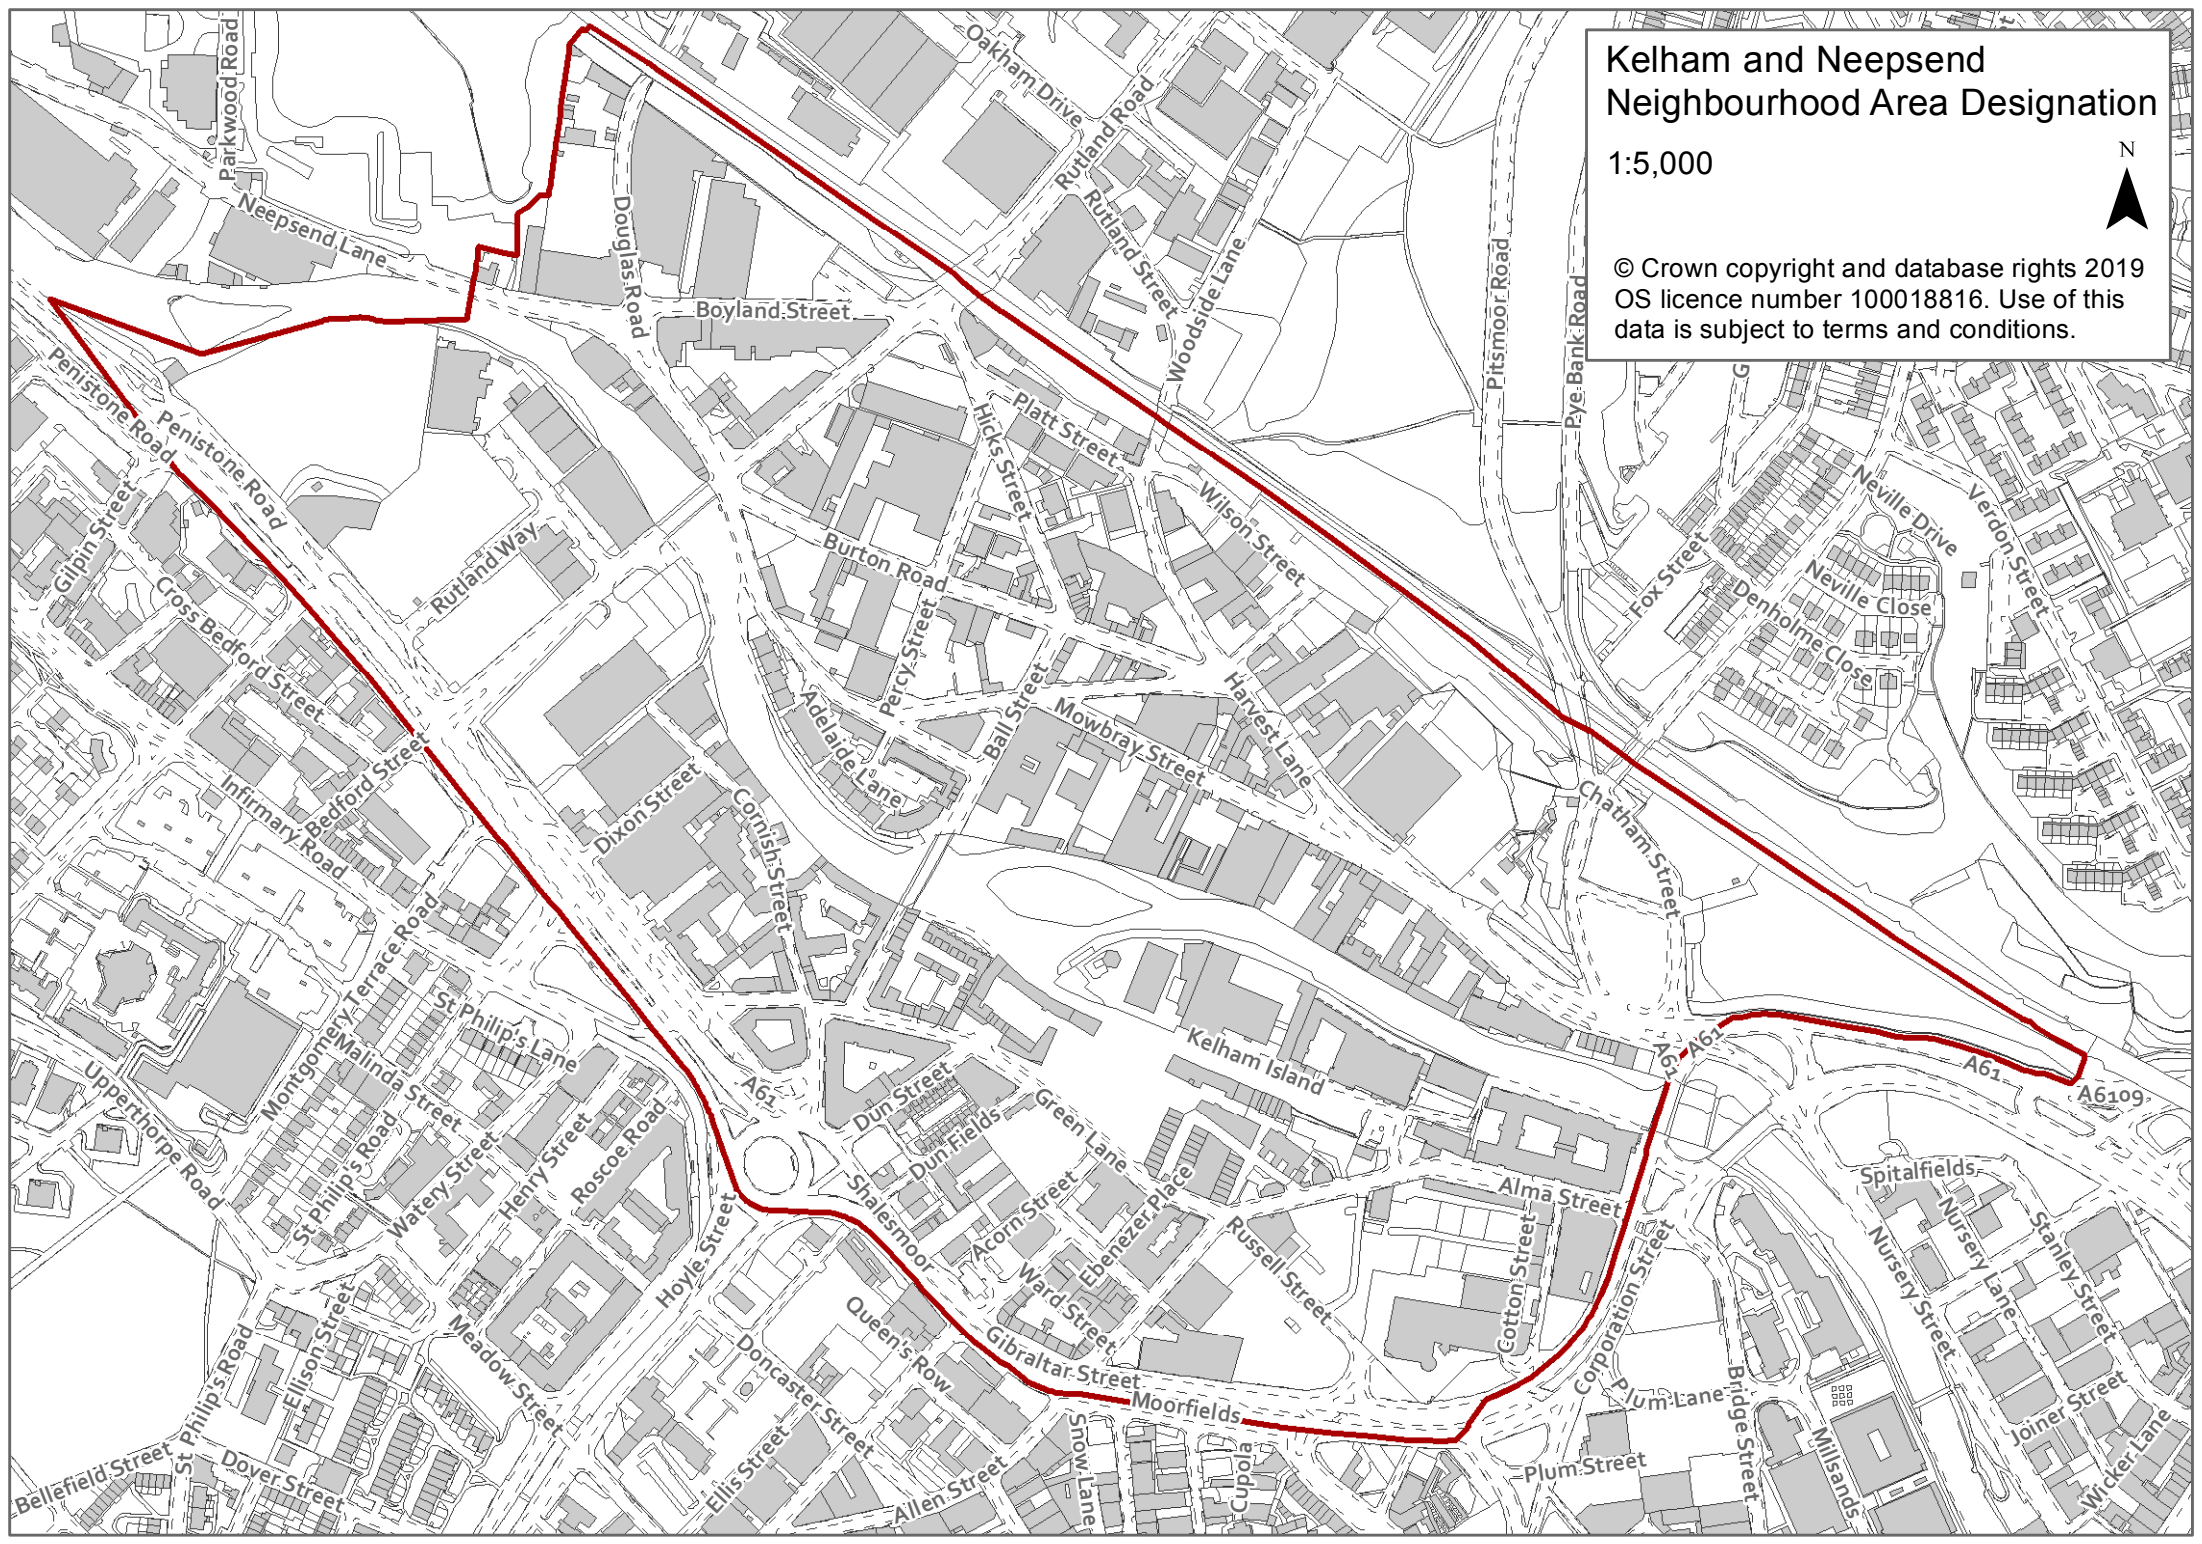 Kelham and Neepsend
Neighbourhood Area Designation
1:5,000
N
© Crown copyright and database rights 2019
OS licence number 100018816. Use of this
data is subject to terms and conditions.
Parkwood Road
Oakham Drive
Rutland Road
Neepsend Lane
Douglas Road
Rutland Street
Woodside Lane
Pitsmoor Road
Pye Bank Road
G
Boyland Street
Penistone Road
Penistone Road
Platt Street
Hicks Street
Wilson Street
Neville Drive
Verdon Street
Gilpin Street
Rutland Way
Burton Road
Fox Street
Neville Close
Denholme Close
Cross Bedford Street
Percy Street
Adelaide Lane
Ball Street
Mowbray Street
Harvest Lane
Bedford Street
Infirmary Road
Dixon Street
Cornish Street
Chatham Street
Montgomery Terrace Road
St Philip's Lane
Malinda Street
Upperthorpe Road
Kelham Island
A61
A61
A61
A61
A6109
Dun Street
Dun Fields
Green Lane
St Philip's Road
Watery Street
Henry Street
Roscoe Road
Hoyle Street
Shalesmoor
Acorn Street
Ebenezer Place
Alma Street
Spitalfields
Russell Street
Cotton Street
Corporation Street
Nursery Street
Nursery Lane
Stanley Street
Ward Street
Queen's Row
Gibraltar Street
Moorfields
Ellison Street
St Philip's Road
Meadow Street
Doncaster Street
Plum Lane
Bridge Street
Joiner Street
Bellefield Street
Dover Street
Ellis Street
Allen Street
Snow Lane
Cupola
Plum Street
Millsands
Wicker Lane